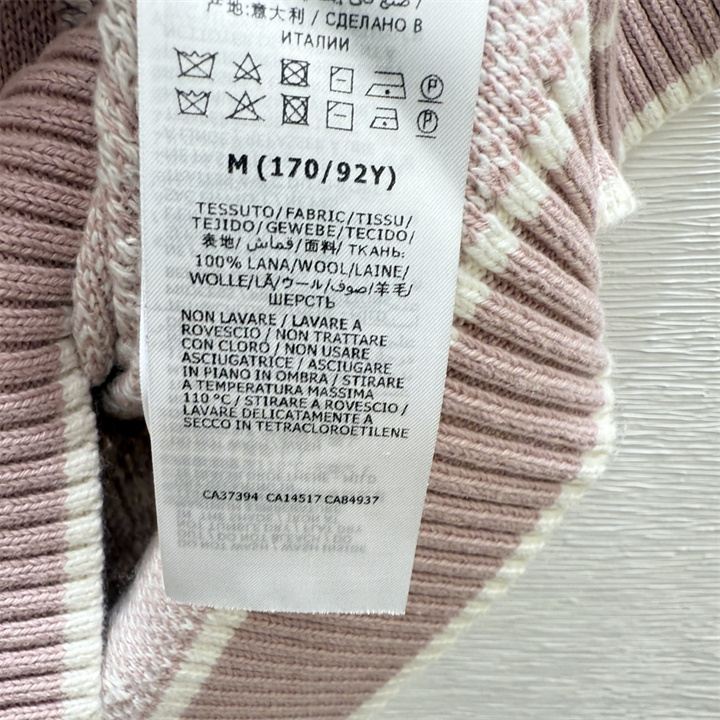 产地:意大利 / СДЕЛАНО В
ИТАЛИИ
P
P
M (170/92Y)
TESSUTO/FABRIC/TISSU/
TEJIDO/GEWEBE/TECIDO/
表地/ قماش /面料/ ТКАНЬ:
100% LANA/WOOL/LAINE/
WOLLE/LÃ/ウール/صوف/羊毛/
ШЕРСТЬ
NON LAVARE / LAVARE A
ROVESCIO / NON TRATTARE
CON CLORO / NON USARE
ASCIUGATRICE / ASCIUGARE
IN PIANO IN OMBRA / STIRARE
A TEMPERATURA MASSIMA
110 °C / STIRARE A ROVESCIO /
LAVARE DELICATAMENTE A
SECCO IN TETRACLOROETILENE
CA37394 CA14517 CAB4937